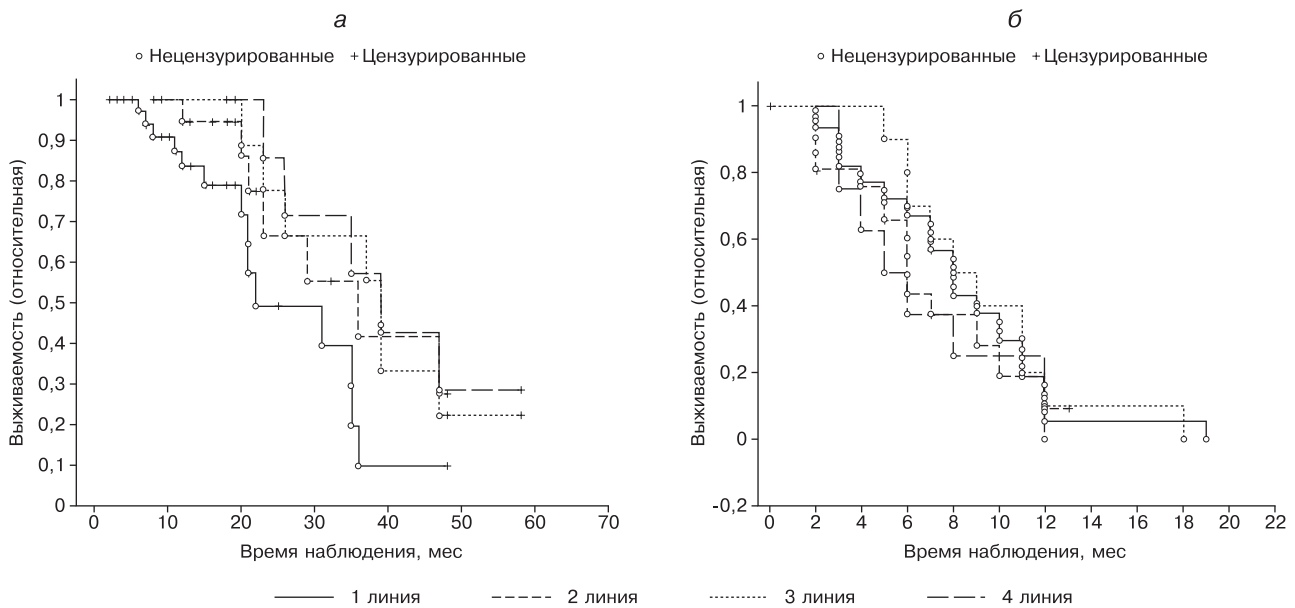 а
Нецензурированные + Цензурированные
Выживаемость (относительная)
1
0,9
0,8
0,7
0,6
0,5
0,4
0,3
0,2
0,1
0
0 10 20 30 40 50 60 70
Время наблюдения, мес
б
Нецензурированные + Цензурированные
Выживаемость (относительная)
1
0,8
0,6
0,4
0,2
0
-0,2
0 2 4 6 8 10 12 14 16 18 20 22
Время наблюдения, мес
1 линия 2 линия 3 линия 4 линия